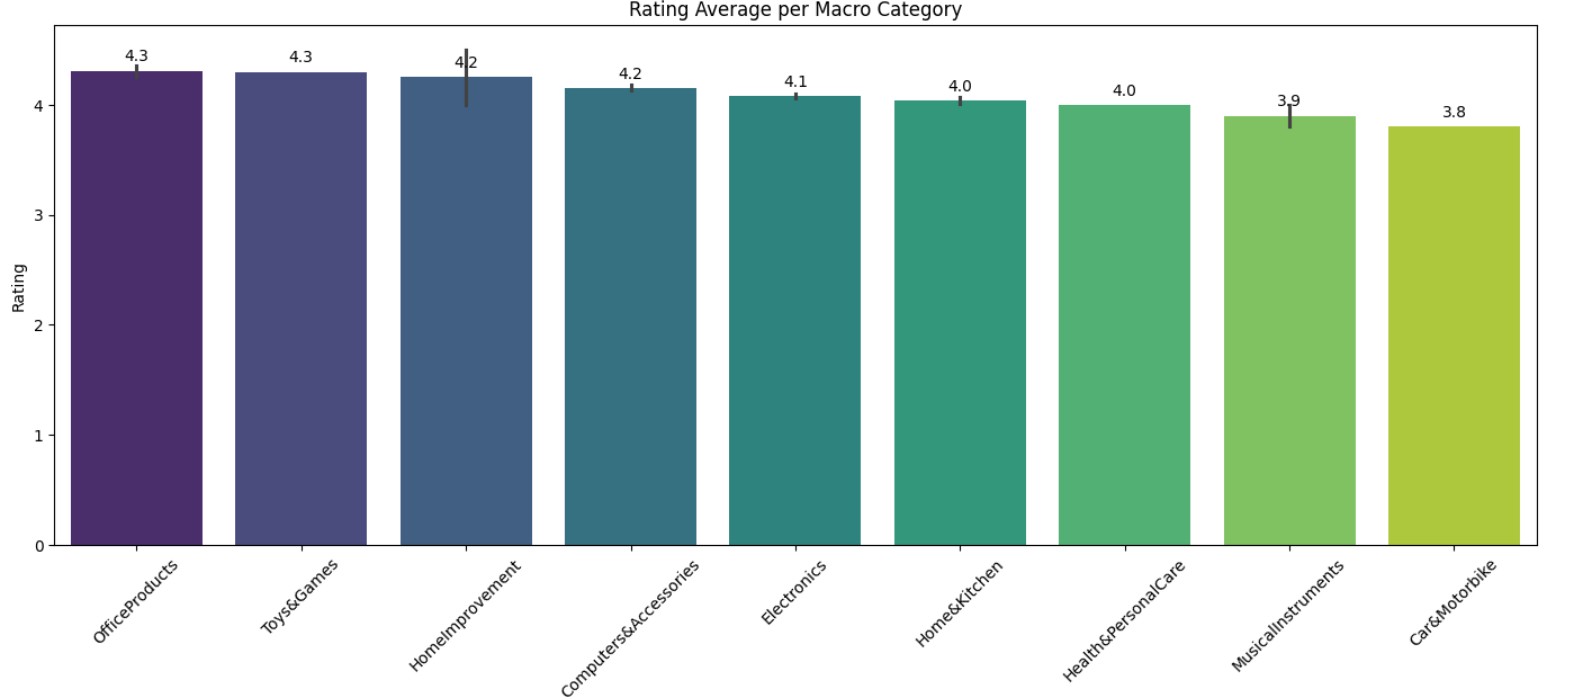 Rating Average per Macro Category
4.3
4.3
4.2
4.2
4.1
4.0
4.0
3.9
3.8
Rating
4
3
2
1
0
OfficeProducts
Toys&Games
HomeImprovement
Computers&Accessories
Electronics
Home&Kitchen
Health&PersonalCare
MusicalInstruments
Car&Motorbike